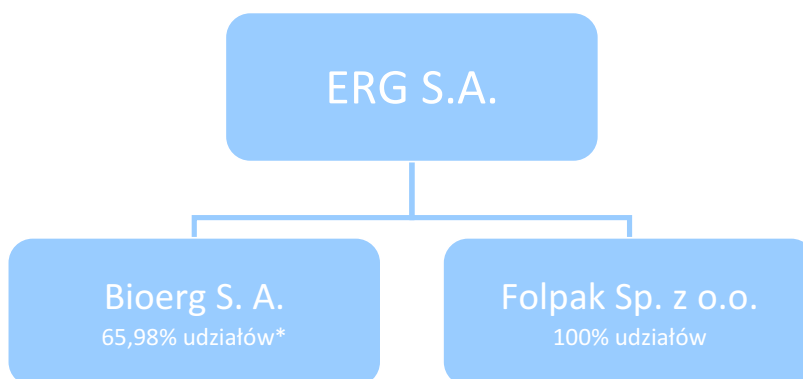 ERG S.A.
Bioerg S. A.
65,98% udziałów*
Folpak Sp. z o.o.
100% udziałów